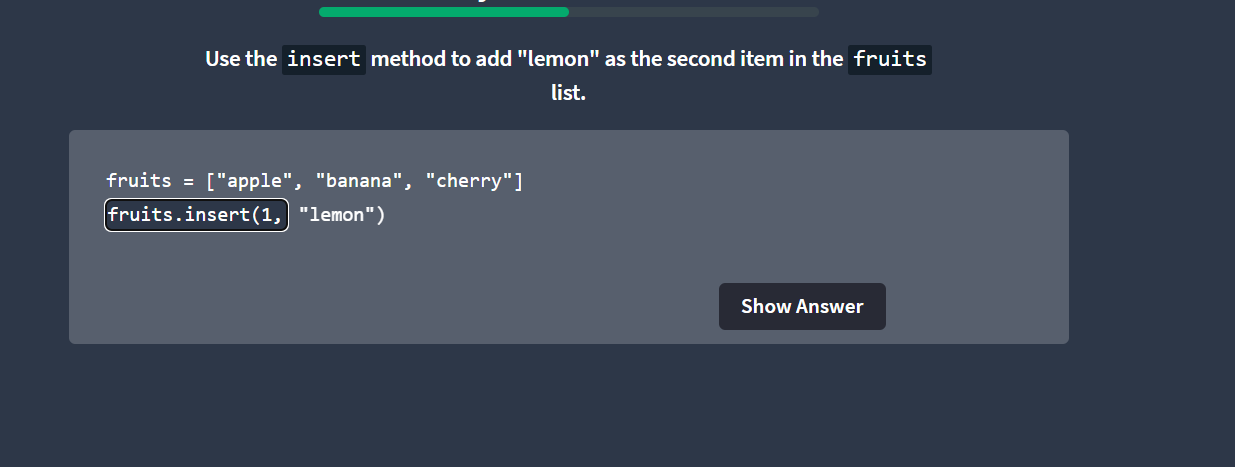 Use the insert method to add "lemon" as the second item in the fruits
list.
fruits = ["apple", "banana", "cherry"]
fruits.insert(1, "lemon")
Show Answer